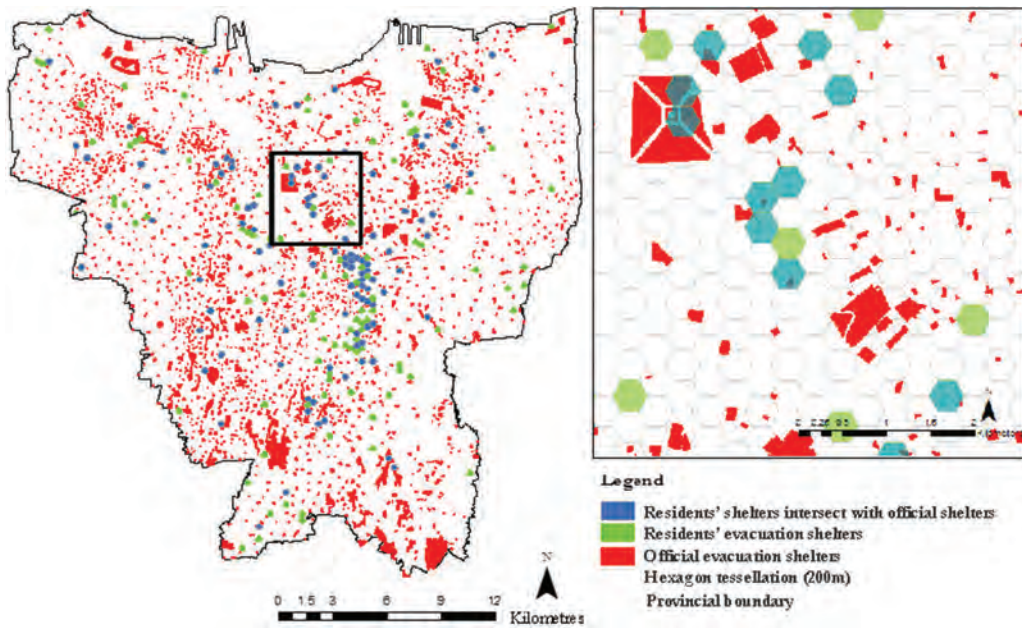 0 1.5 3 6 9 12
Kilometres
N
Legend
Residents' shelters intersect with official shelters
Residents' evacuation shelters
Official evacuation shelters
Hexagon tessellation (200m)
Provincial boundary